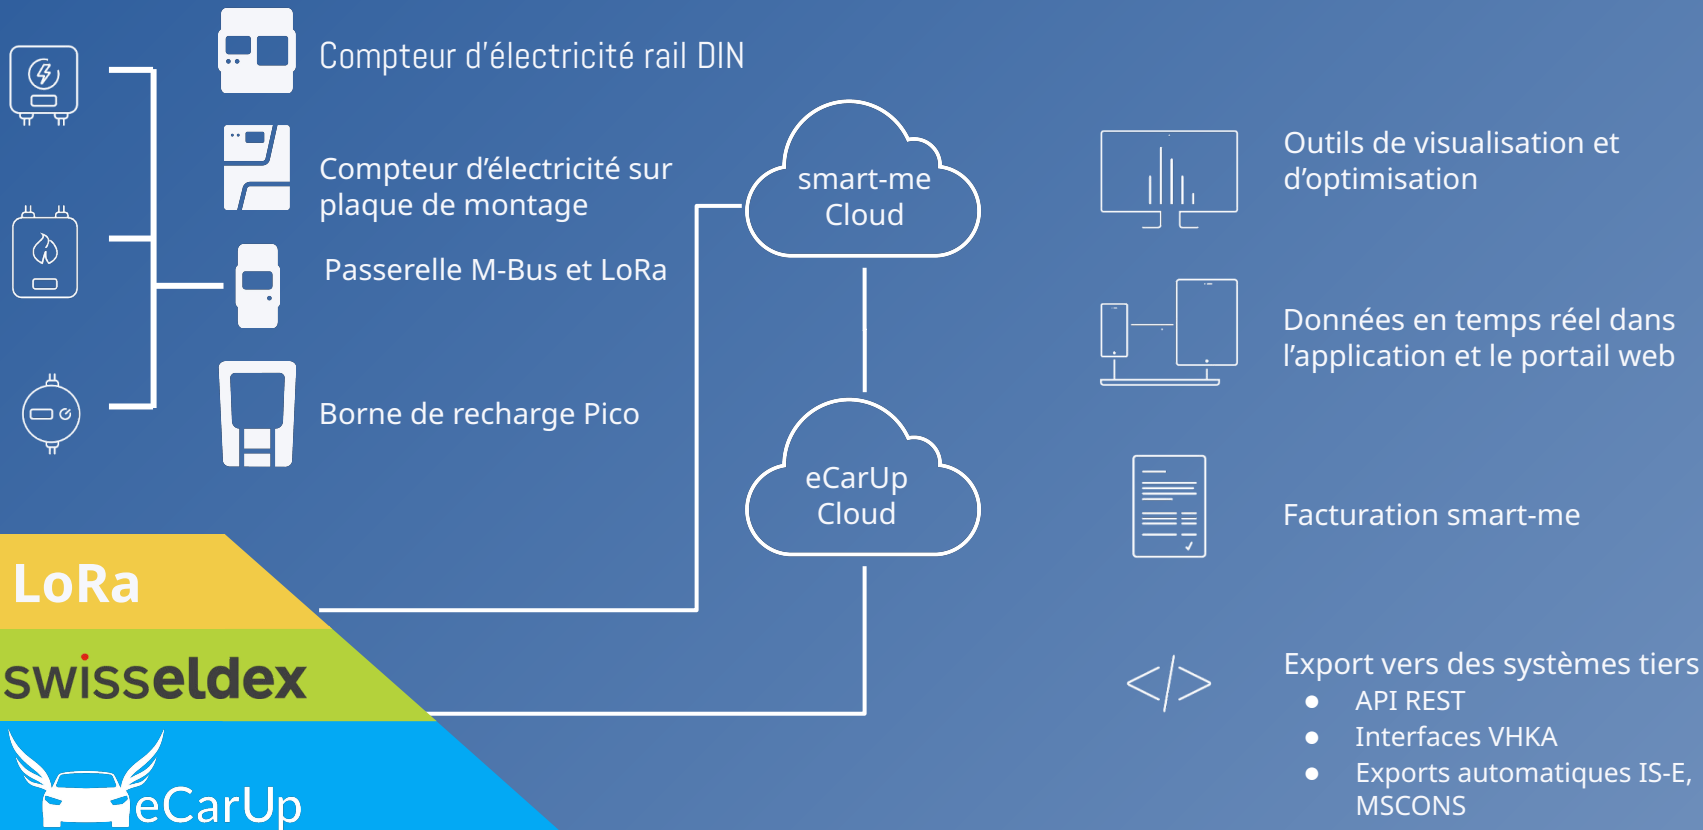 Compteur d'électricité rail DIN
Compteur d’électricité sur
plaque de montage
Passerelle M-Bus et LoRa
Borne de recharge Pico
LoRa
swisseldex
eCarUp
smart-me
Cloud
eCarUp
Cloud
Outils de visualisation et
d’optimisation
Données en temps réel dans
l’application et le portail web
Facturation smart-me
</>
Export vers des systèmes tiers
● API REST
● Interfaces VHKA
● Exports automatiques IS-E,
MSCONS